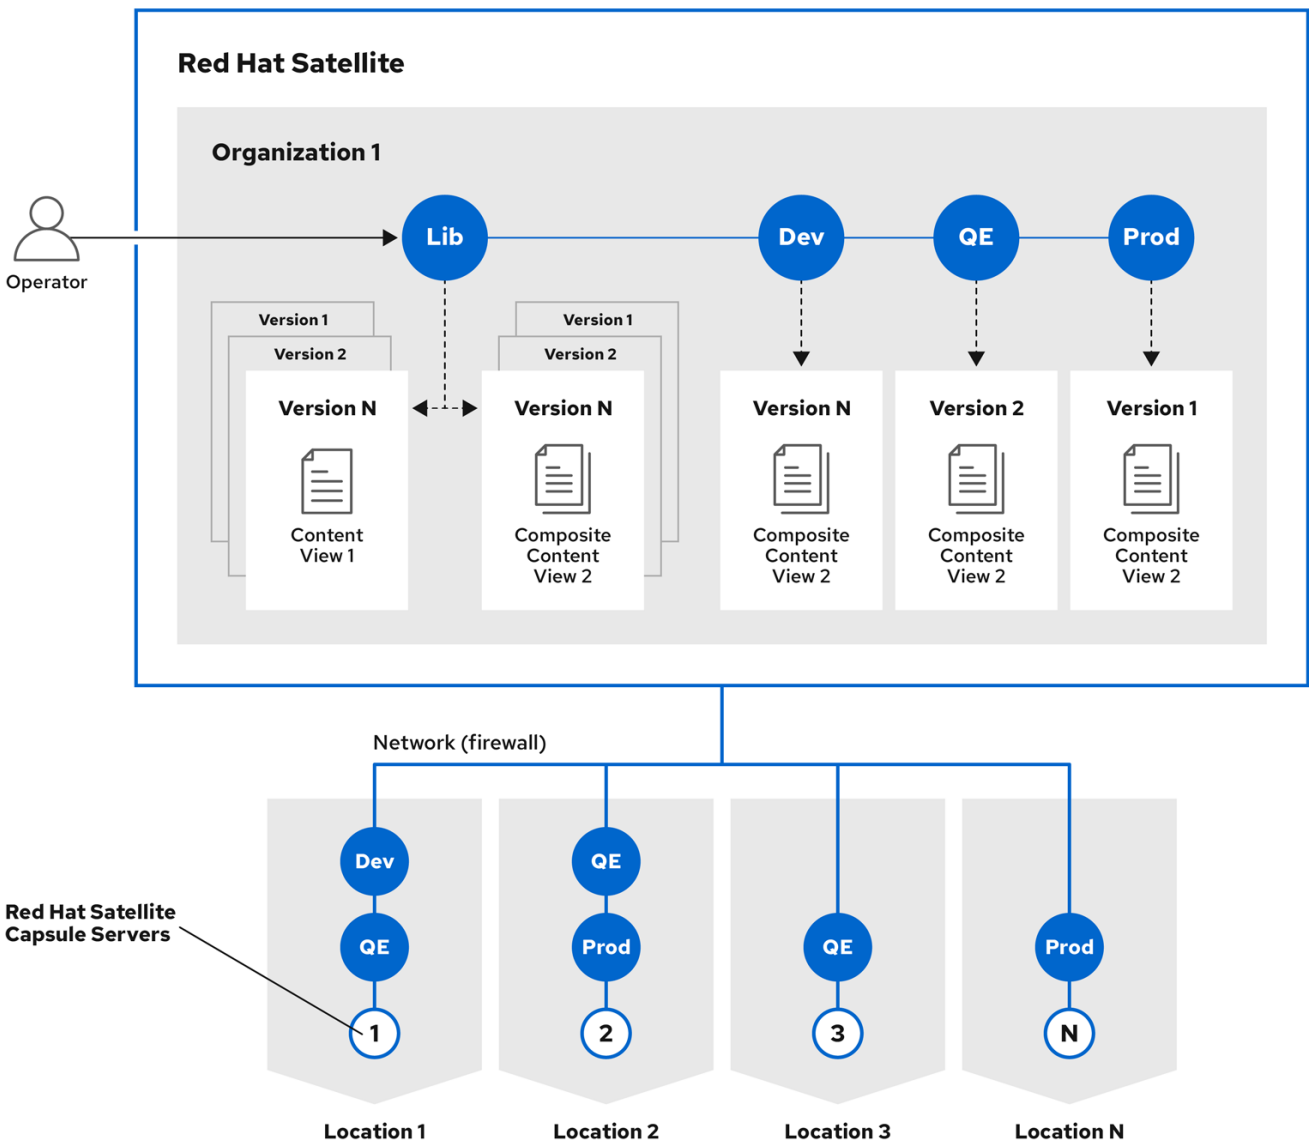 Red Hat Satellite
Organization 1
Operator
Lib
Dev
QE
Prod
Version 1
Version 2
Version N
Content
View 1
Version 1
Version 2
Version N
Composite
Content
View 2
Version N
Composite
Content
View 2
Version 2
Composite
Content
View 2
Version 1
Composite
Content
View 2
Network (firewall)
Red Hat Satellite
Capsule Servers
Dev
QE
1
Location 1
QE
Prod
2
Location 2
QE
3
Location 3
Prod
N
Location N